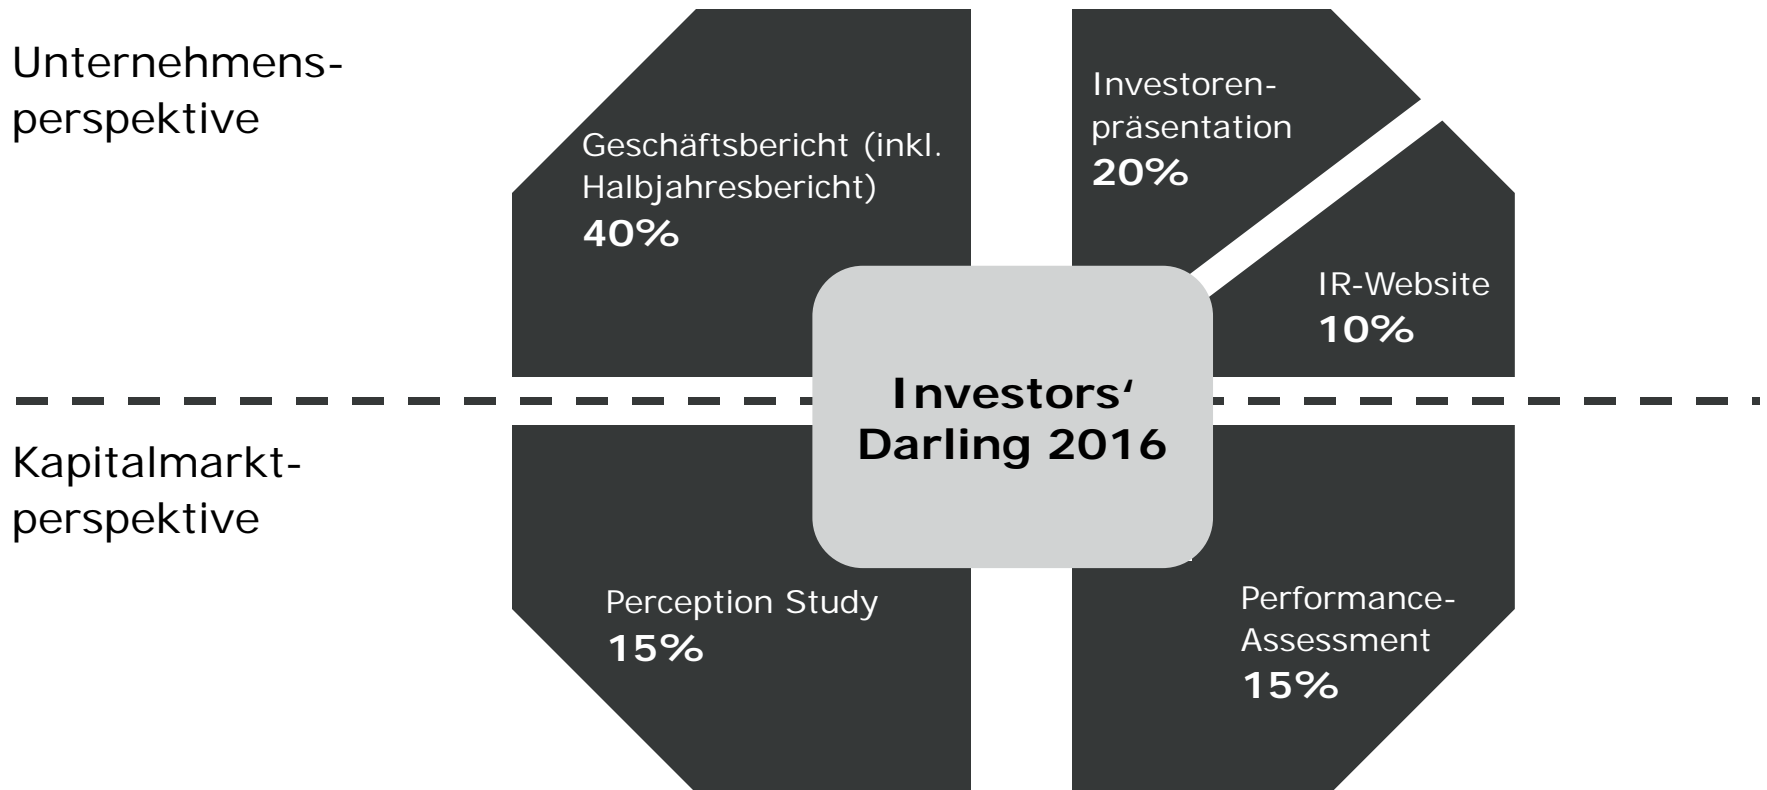 Unternehmens-
perspektive
Geschäftsbericht (inkl.
Halbjahresbericht)
40%
Investoren-
präsentation
20%
IR-Website
10%
Investors‘
Darling 2016
Kapitalmarkt-
perspektive
Perception Study
15%
Performance-
Assessment
15%